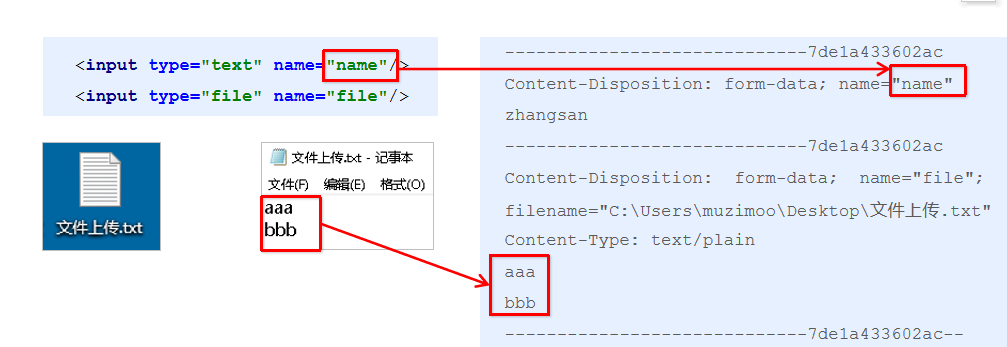 <input type="text" name="name"/>
<input type="file" name="file"/>
文件上传.txt
文件上传.txt - 记事本
文件(F) 编辑(E) 格式(O)
aaa
bbb
-----------------------------7de1a433602ac
Content-Disposition: form-data; name="name"
zhangsan
-----------------------------7de1a433602ac
Content-Disposition: form-data; name="file";
filename="C:\Users\muzimoo\Desktop\文件上传.txt"
Content-Type: text/plain
aaa
bbb
-----------------------------7de1a433602ac--